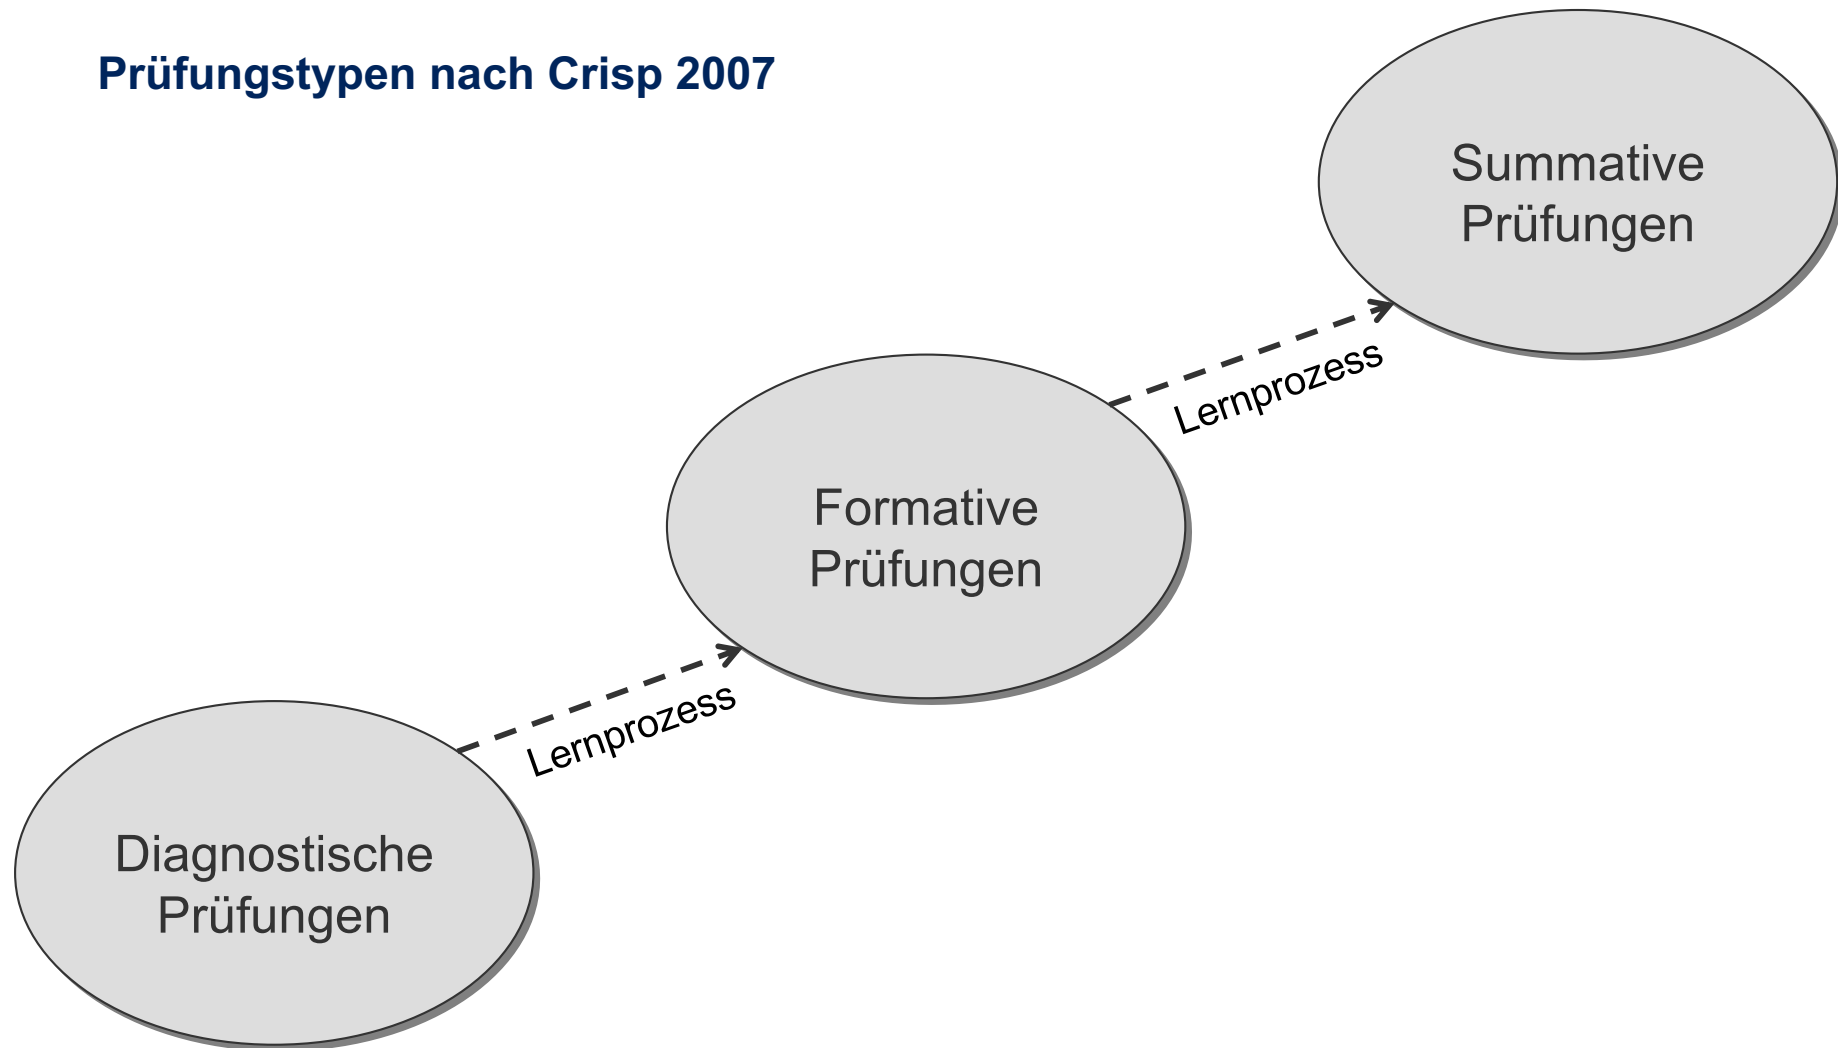 Prüfungstypen nach Crisp 2007
Summative
Prüfungen
Lernprozess
Formative
Prüfungen
Lernprozess
Diagnostische
Prüfungen